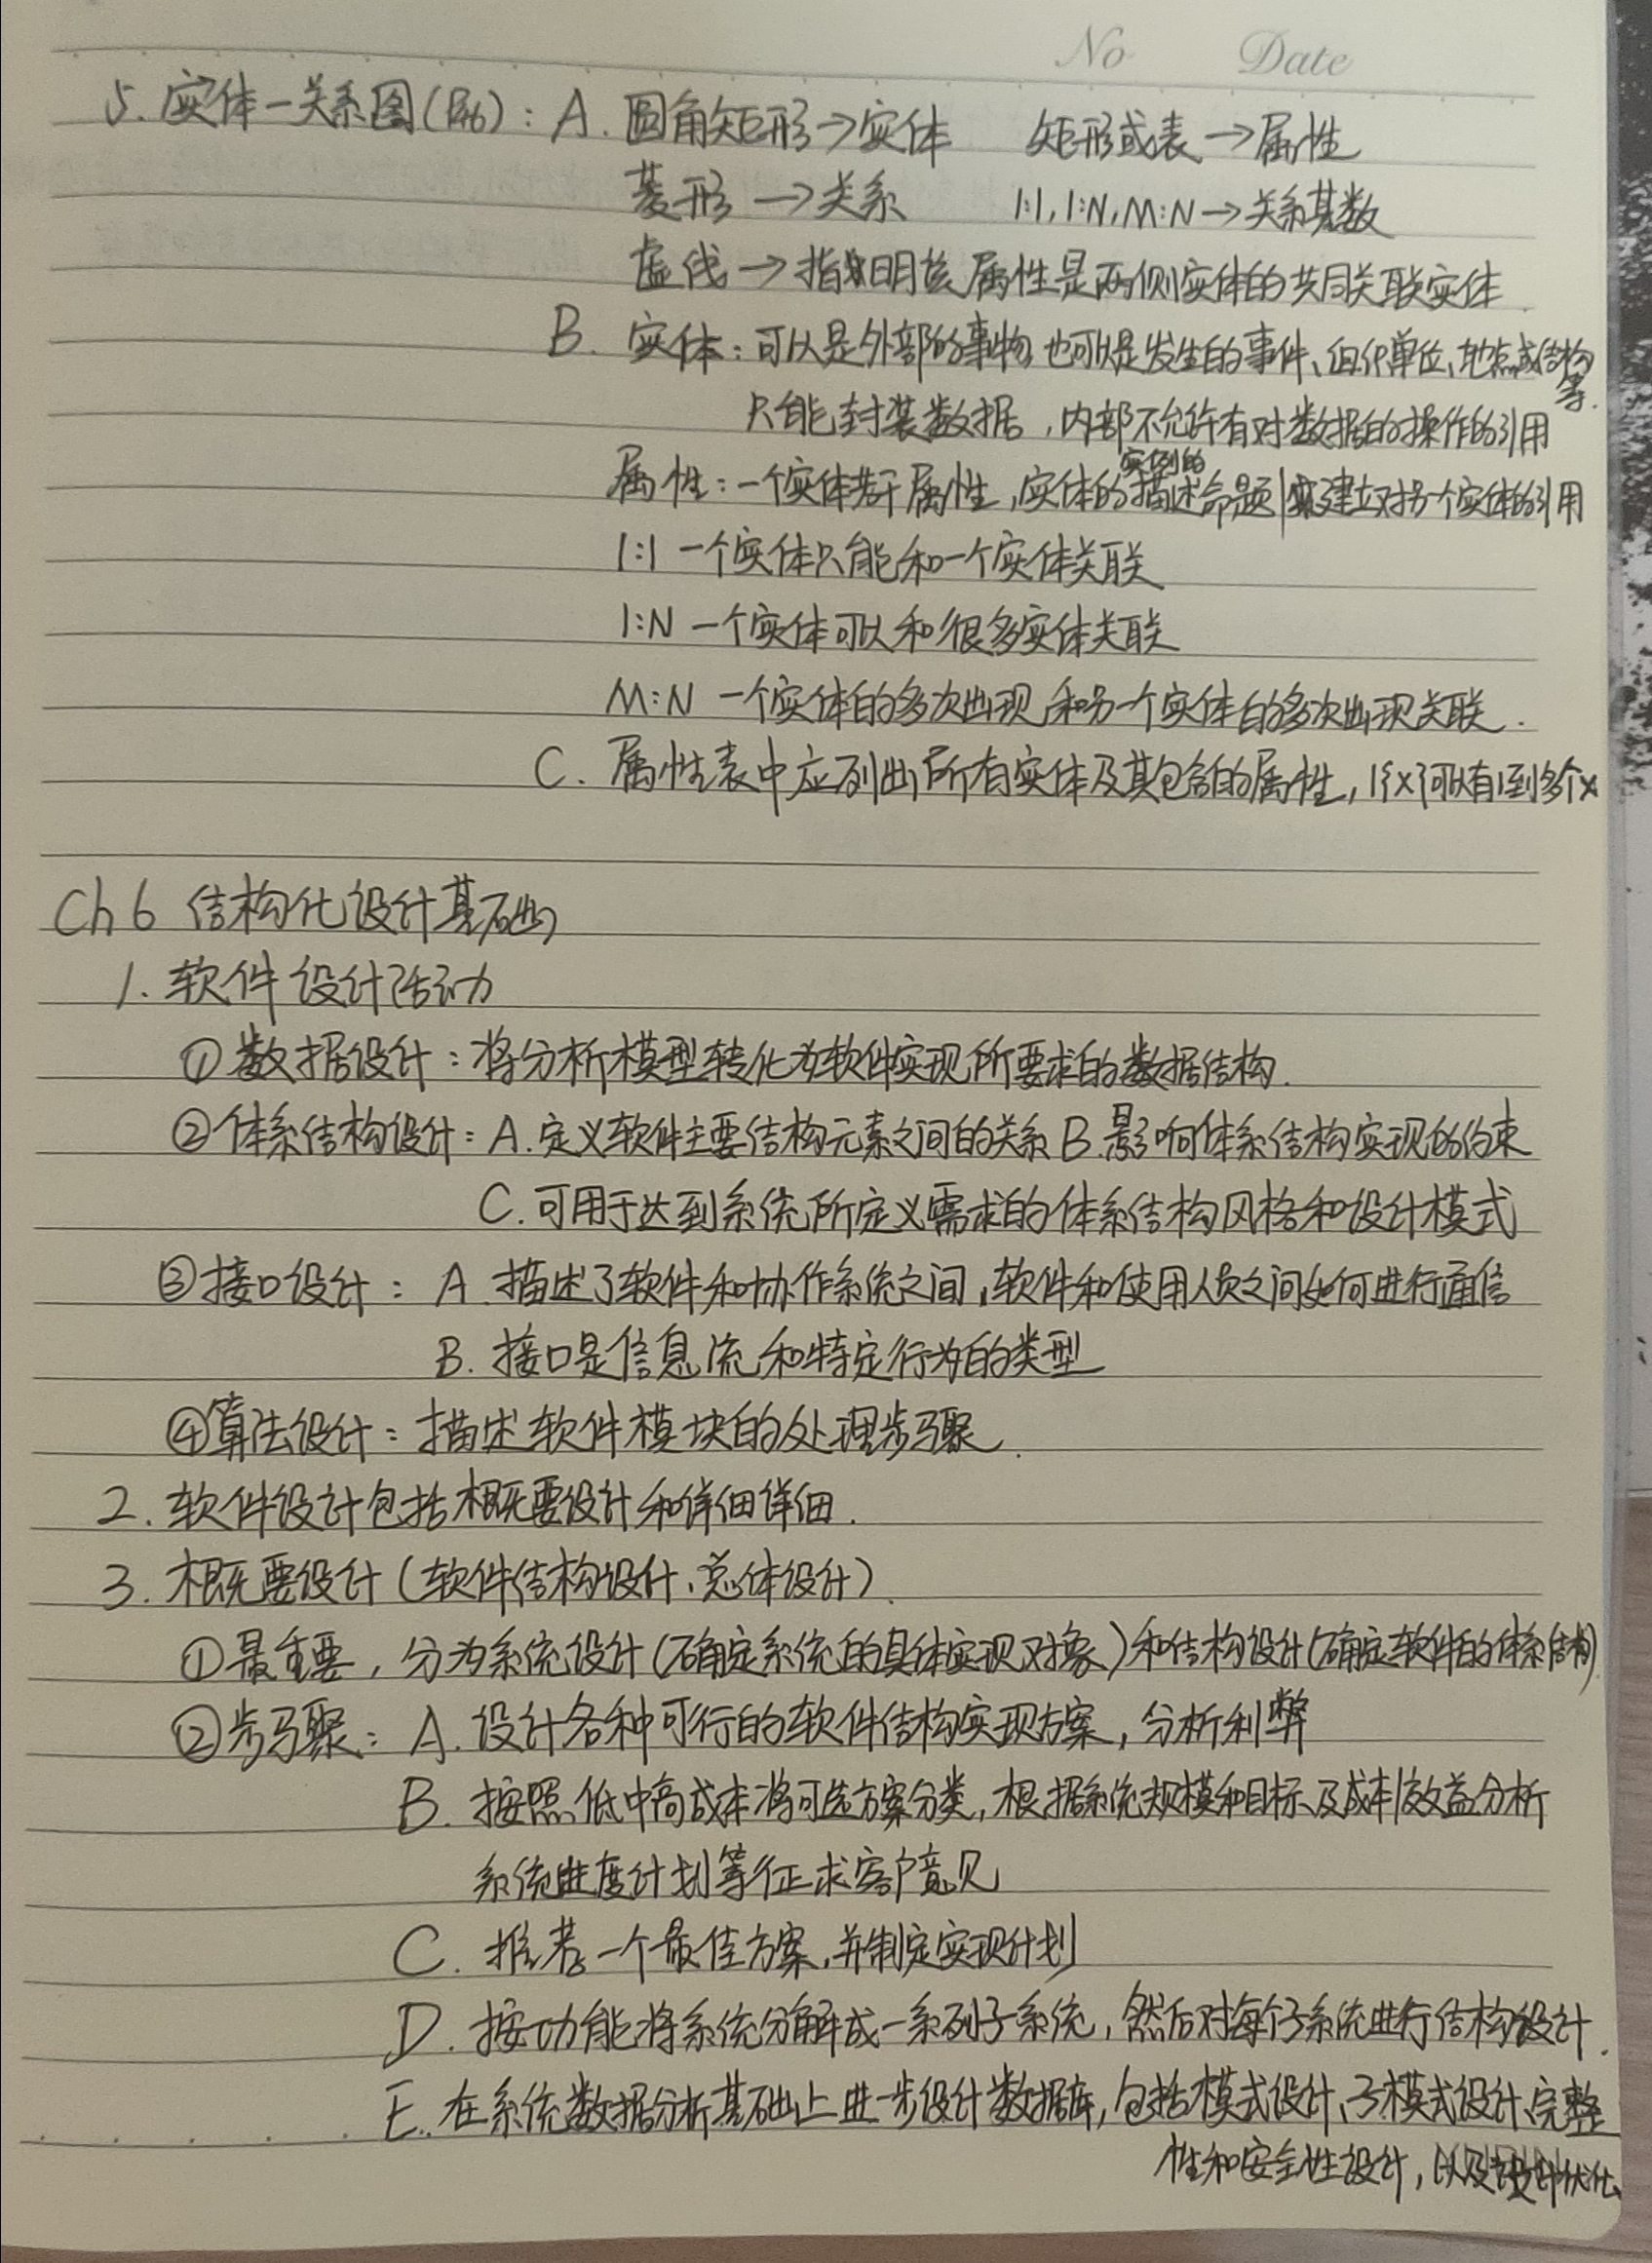 No Date
5. 实体-关系图(P46): A. 圆角矩形→实体 矩形或表→属性
菱形→关系 1:1, 1:N, M:N→关系基数
虚线→指明该属性是两侧实体的共同关联实体
B. 实体: 可以是外部的事物, 也可以是发生的事件、组织单位、地点或结构等.
只能封装数据, 内部不允许有对数据的操作的引用
属性: 一个实体若干属性, 实体的实例的描述命题 | 建立对另一个实体的引用
1:1 一个实体只能和一个实体关联
1:N 一个实体可以和很多实体关联
M:N 一个实体的多次出现和另一个实体的多次出现关联.
C. 属性表中应列出所有实体及其包含的属性, 1{x}可以有1到多个x
Ch6 结构化设计基础
1. 软件设计活动
①数据设计: 将分析模型转化为软件实现所要求的数据结构.
②体系结构设计: A. 定义软件主要结构元素之间的关系 B. 影响体系结构实现的约束
C. 可用于达到系统所定义需求的体系结构风格和设计模式
③接口设计: A. 描述了软件和协作系统之间, 软件和使用人员之间如何进行通信
B. 接口是信息流和特定行为的类型
④算法设计: 描述软件模块的处理步骤.
2. 软件设计包括概要设计和详细详细.
3. 概要设计(软件结构设计、总体设计).
①最重要, 分为系统设计(确定系统的具体实现对象)和结构设计(确定软件的体系结构)
②步骤: A. 设计各种可行的软件结构实现方案, 分析利弊
B. 按照低中高成本将可选方案分类, 根据系统规模和目标及成本/效益分析
系统进度计划等征求客户意见
C. 推荐一个最佳方案, 并制定实现计划
D. 按功能将系统分解成一系列子系统, 然后对每个子系统进行结构设计.
E. 在系统数据分析基础上进一步设计数据库, 包括模式设计、子模式设计、完整
性和安全性设计, 以及设计优化